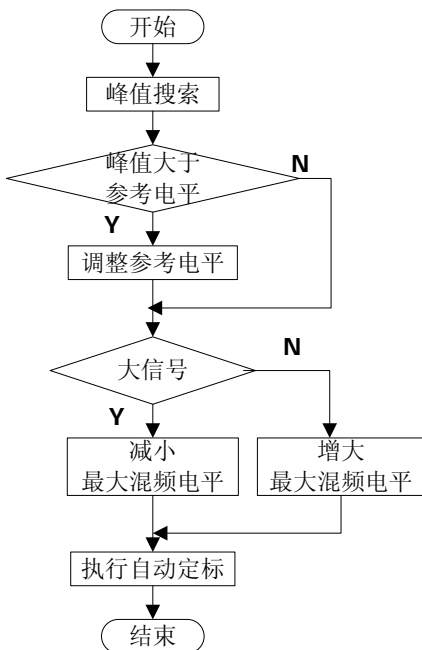 开始
峰值搜索
峰值大于
参考电平
N
Y
调整参考电平
大信号
N
Y
减小
最大混频电平
增大
最大混频电平
执行自动定标
结束